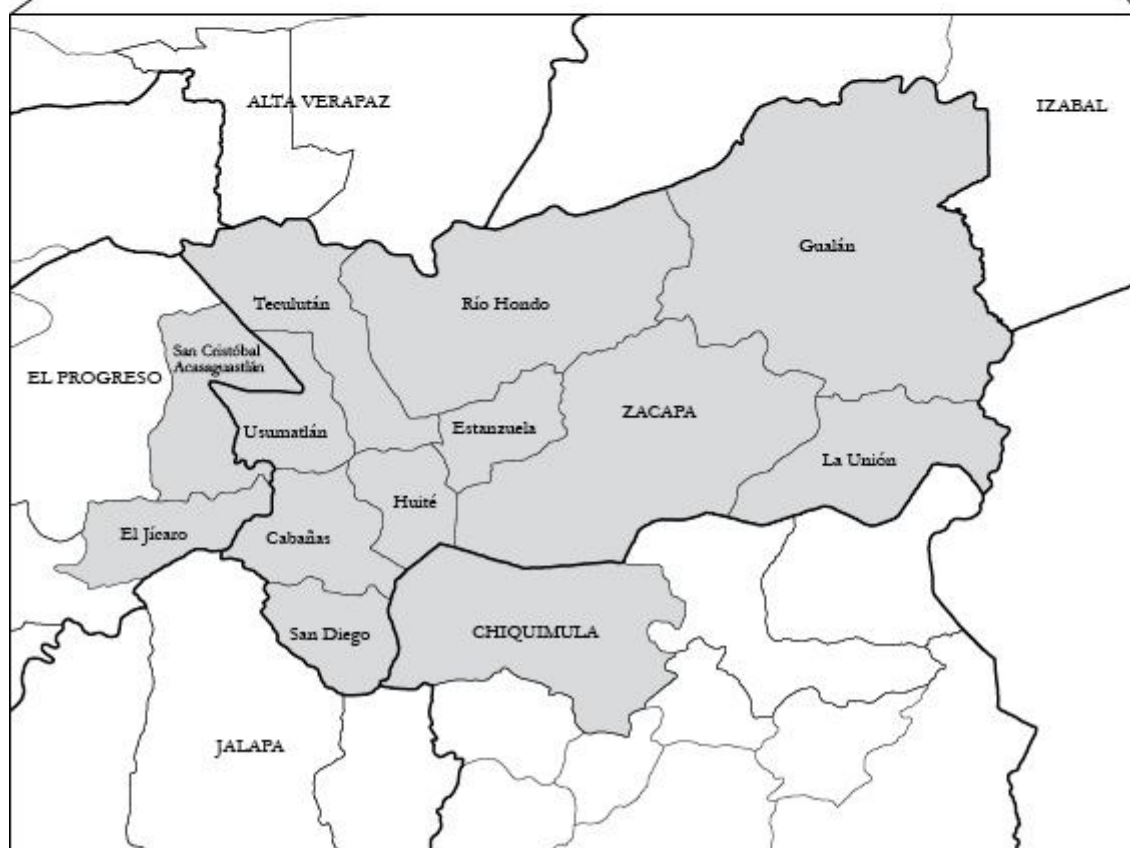 ALTA VERAPAZ
IZABAL
Gualán
Teculután
Río Hondo
San Cristóbal
Acasaguastlán
EL PROGRESO
ZACAPA
Usumatlán
Estanzuela
La Unión
Huité
El Jícaro
Cabañas
San Diego
CHIQUIMULA
JALAPA